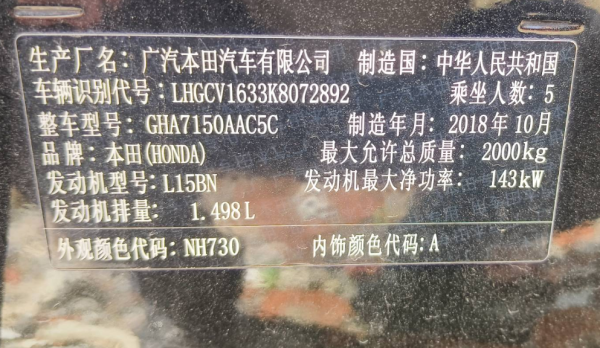 生产厂名：广汽本田汽车有限公司 制造国：中华人民共和国
车辆识别代号：LHGCV1633K8072892 乘坐人数：5
整车型号：GHA7150AAC5C 制造年月：2018年10月
品牌：本田(HONDA) 最大允许总质量：2000kg
发动机型号：L15BN 发动机最大净功率：143kW
发动机排量：1.498L
外观颜色代码：NH730 内饰颜色代码：A